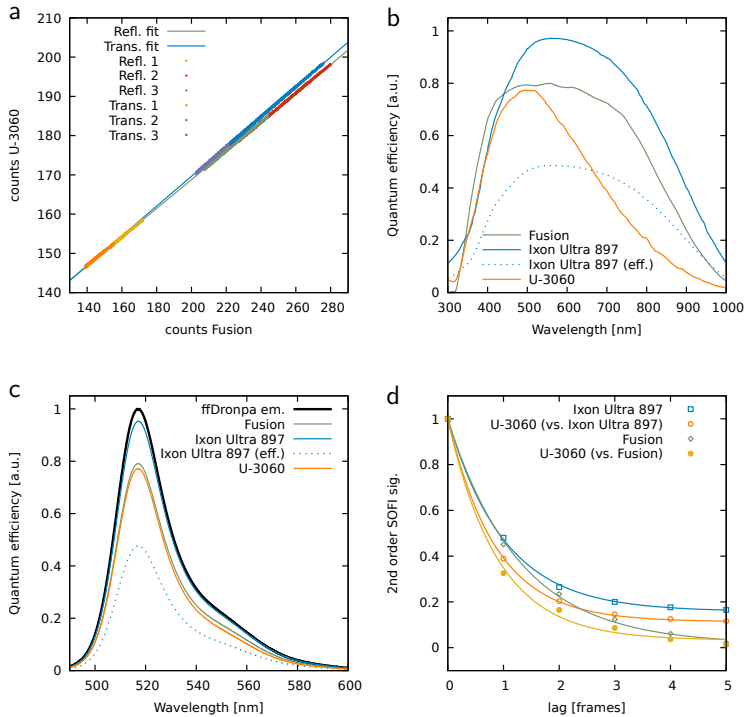 a
210
200
190
180
170
160
150
140
140 160 180 200 220 240 260 280
counts U-3060
counts Fusion
Refl. fit
Trans. fit
Refl. 1
Refl. 2
Refl. 3
Trans. 1
Trans. 2
Trans. 3
b
1
0.8
0.6
0.4
0.2
0
300 400 500 600 700 800 900 1000
Quantum efficiency [a.u.]
Wavelength [nm]
Fusion
Ixon Ultra 897
Ixon Ultra 897 (eff.)
U-3060
c
1
0.8
0.6
0.4
0.2
0
500 520 540 560 580 600
Quantum efficiency [a.u.]
Wavelength [nm]
ffDronpa em.
Fusion
Ixon Ultra 897
Ixon Ultra 897 (eff.)
U-3060
d
1
0.8
0.6
0.4
0.2
0
0 1 2 3 4 5
2nd order SOFI sig.
lag [frames]
Ixon Ultra 897
U-3060 (vs. Ixon Ultra 897)
Fusion
U-3060 (vs. Fusion)